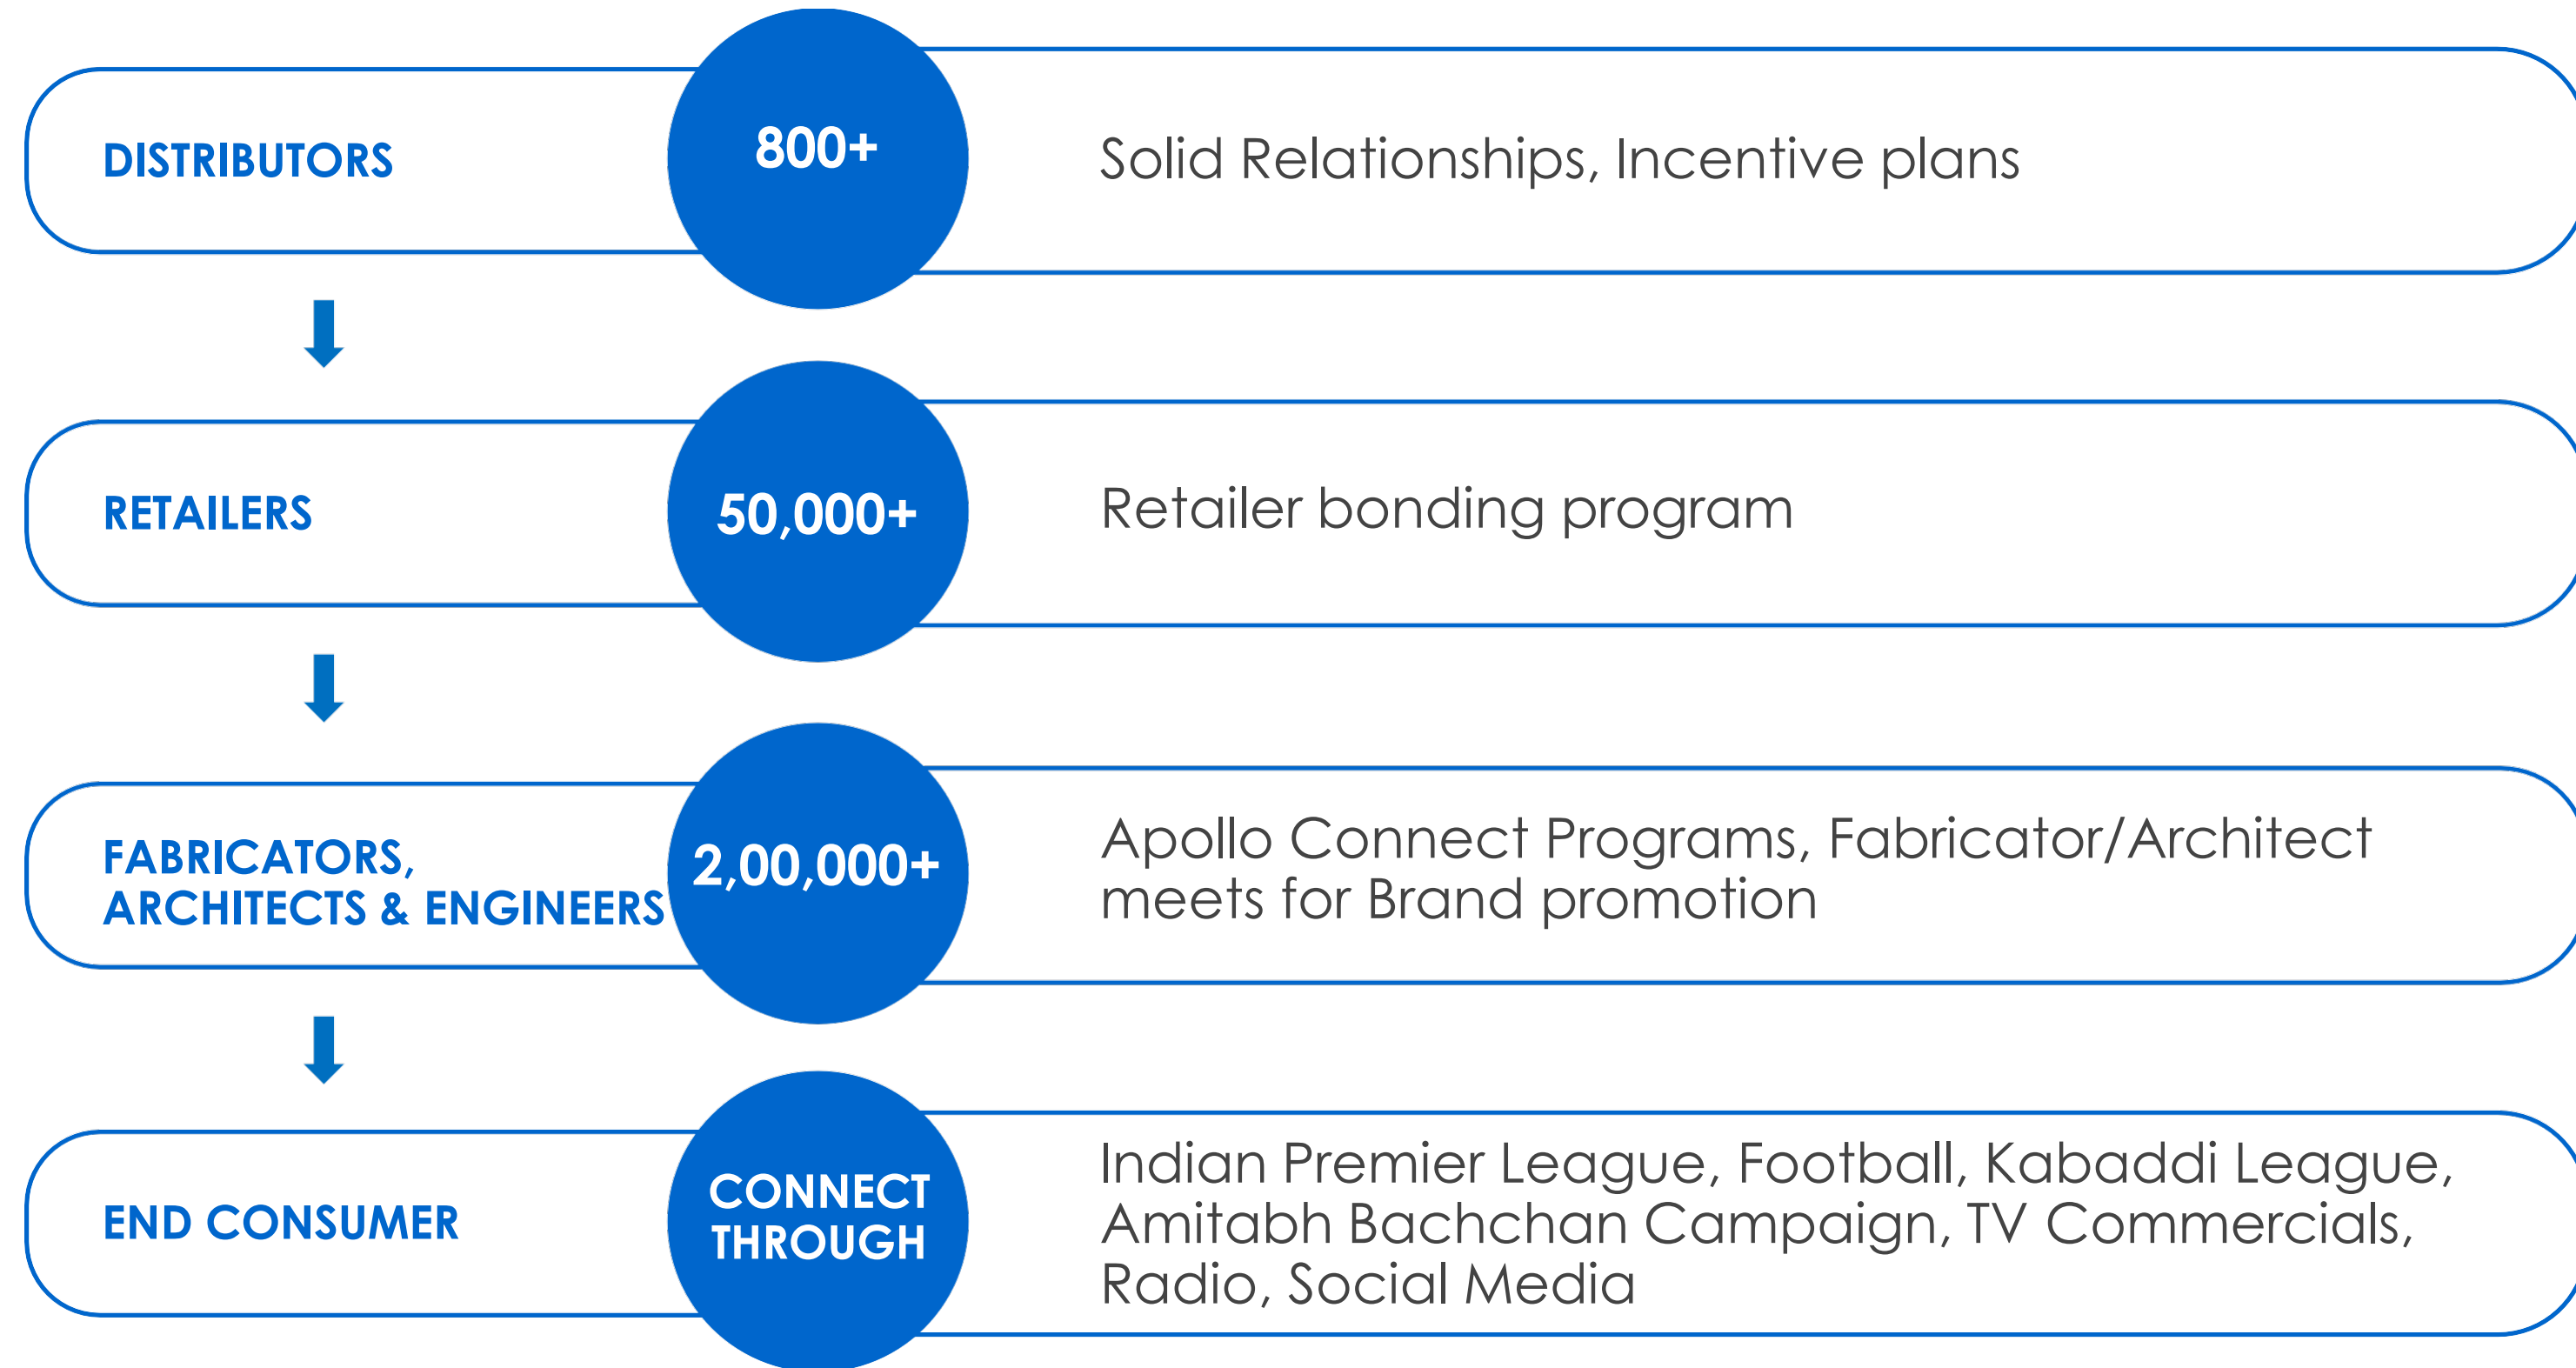 DISTRIBUTORS
800+
Solid Relationships, Incentive plans
RETAILERS
50,000+
Retailer bonding program
FABRICATORS,
ARCHITECTS & ENGINEERS
2,00,000+
Apollo Connect Programs, Fabricator/Architect
meets for Brand promotion
END CONSUMER
CONNECT
THROUGH
Indian Premier League, Football, Kabaddi League,
Amitabh Bachchan Campaign, TV Commercials,
Radio, Social Media